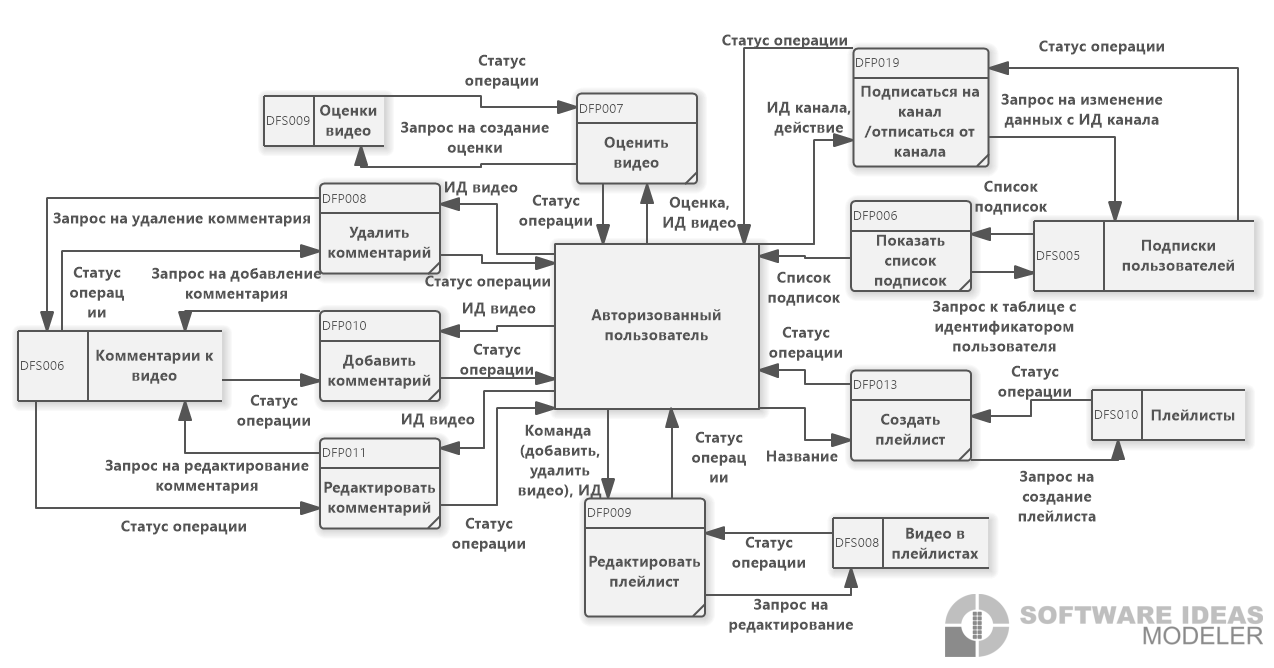 Статус операции
Статус операции
Статус
операции
DFP019
Подписаться на
канал
/отписаться от
канала
ИД канала,
действие
Запрос на изменение
данных с ИД канала
DFS009
Оценки
видео
DFP007
Оценить
видео
Запрос на создание
оценки
ИД видео
Статус
операции
Оценка,
ИД видео
Список
подписок
DFP008
Удалить
комментарий
Запрос на удаление комментария
DFP006
Показать
список
подписок
DFS005
Подписки
пользователей
Статус
операц
ии
Запрос на добавление
комментария
Статус операции
Список
подписок
Запрос к таблице с
идентификатором
пользователя
ИД видео
Авторизованный
пользователь
DFP010
Добавить
комментарий
DFS006
Комментарии к
видео
Статус
операции
Статус
операции
Статус
операции
DFP013
Создать
плейлист
Статус
операции
DFS010
Плейлисты
Статус
операции
ИД видео
Команда
(добавить,
удалить
видео), ИД
Статус
операц
ии
Название
Запрос на
создание
плейлиста
DFP011
Редактировать
комментарий
Запрос на редактирование
комментария
Статус операции
Статус
операции
DFP009
Редактировать
плейлист
Статус
операции
DFS008
Видео в
плейлистах
Запрос на
редактирование
SOFTWARE IDEAS
MODELER